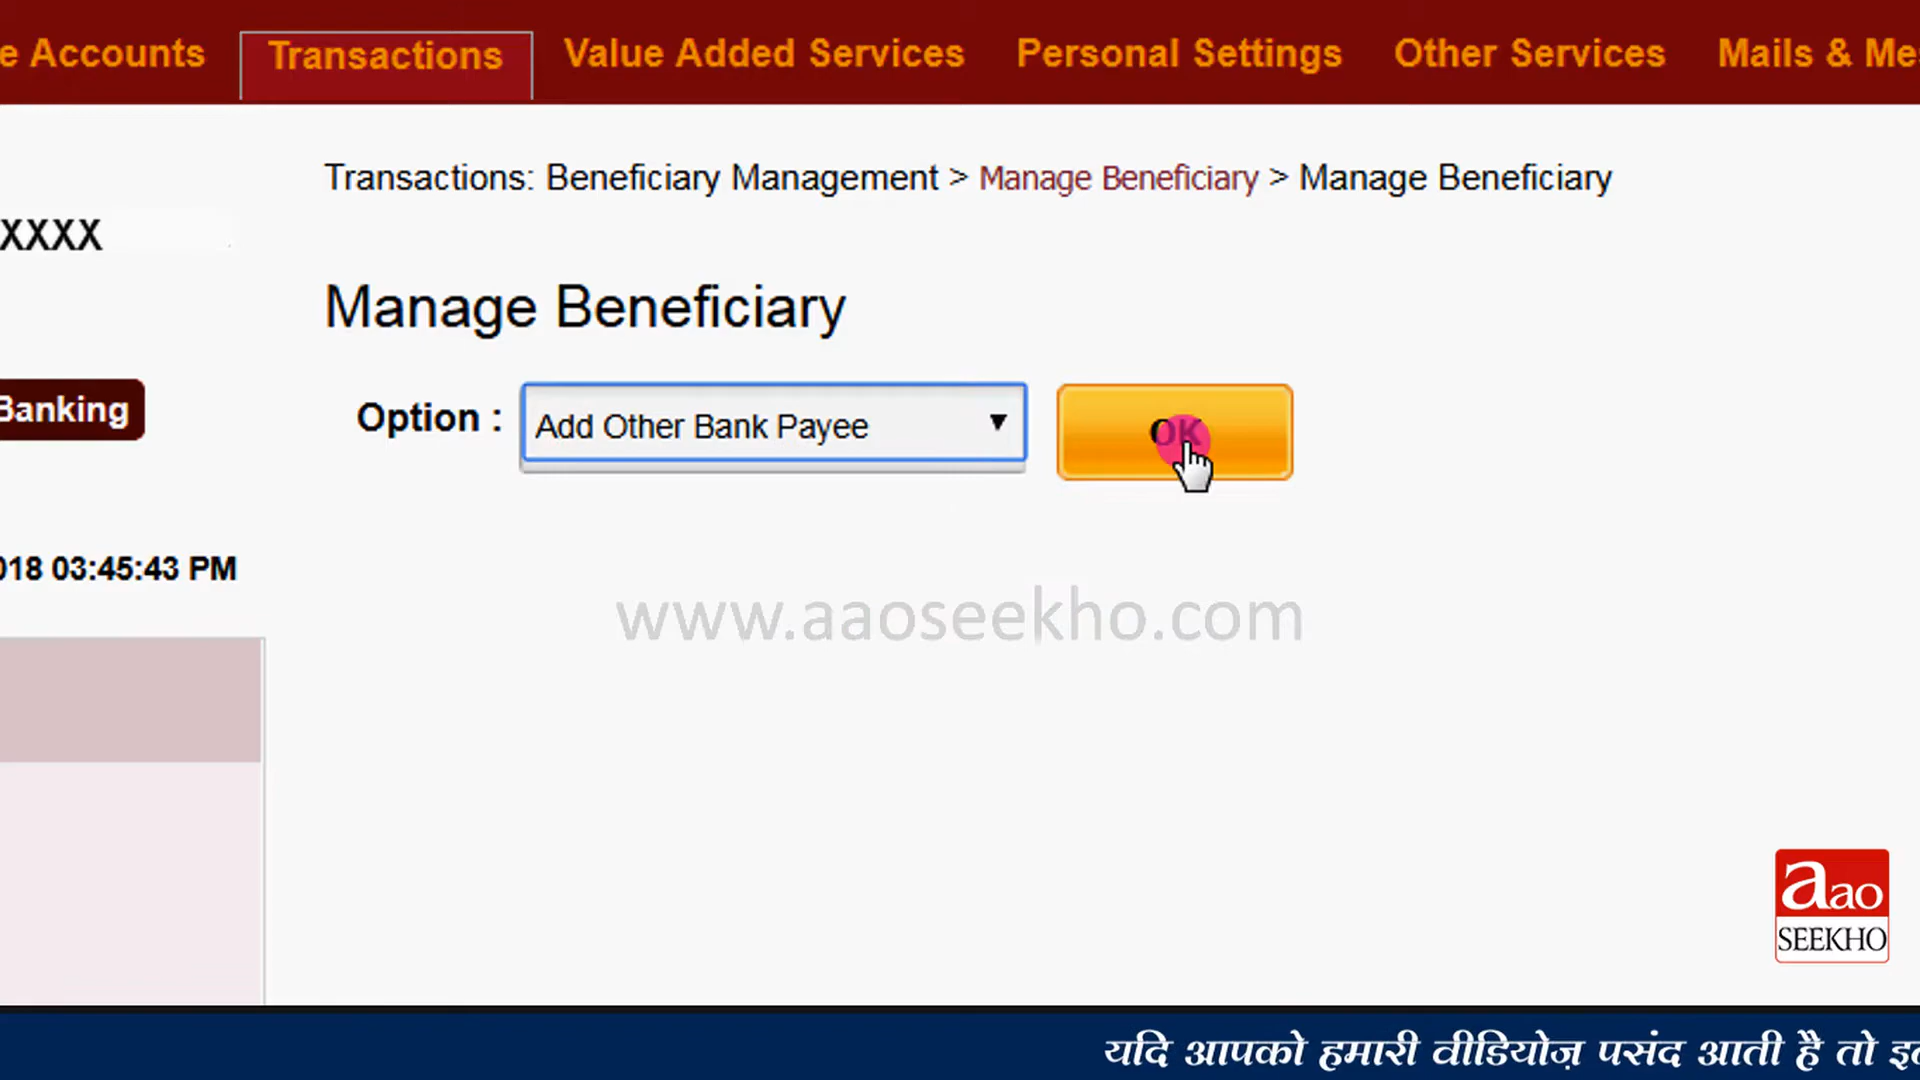 e Accounts Transactions Value Added Services Personal Settings Other Services Mails & Me
Transactions: Beneficiary Management > Manage Beneficiary > Manage Beneficiary
XXXX
Manage Beneficiary
Banking
Option : Add Other Bank Payee ▼ OK
018 03:45:43 PM
www.aaoseekho.com
aao
SEEKHO
यदि आपको हमारी वीडियोज़ पसंद आती है तो